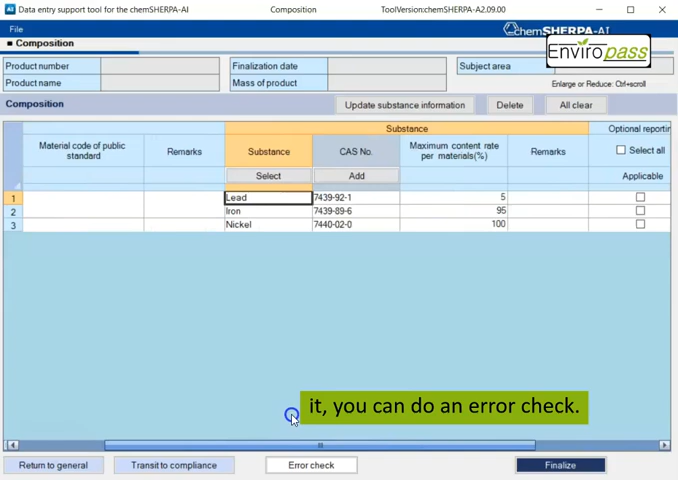 AI Data entry support tool for the chemSHERPA-AI Composition ToolVersion:chemSHERPA-A2.09.00
File chemSHERPA-AI
■ Composition Enviropass
Product number Finalization date Subject area
Product name Mass of product Enlarge or Reduce: Ctrl+scroll
Composition Update substance information Delete All clear
Substance Optional reportin
Material code of public standard Remarks Substance CAS No. Maximum content rate per materials(%) Remarks Select all
Select Add Applicable
1 Lead 7439-92-1 5
2 Iron 7439-89-6 95
3 Nickel 7440-02-0 100
it, you can do an error check.
Return to general Transit to compliance Error check Finalize